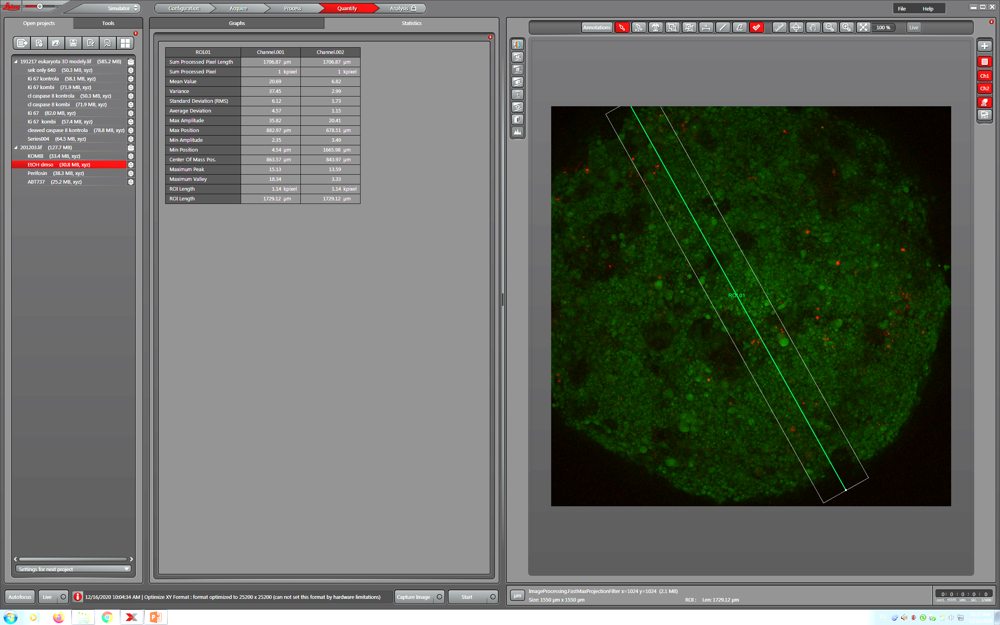 Leica
Simulator
Configuration Acquire Process Quantify Analysis
File Help
Open projects Tools
Graphs Statistics
Annotations ALL 100 % Live
191217 eukaryota 3D modely.lif (585.2 MB)
sek only 640 (50.3 MB, xyz)
Ki 67 kontrola (58.1 MB, xyz)
Ki 67 kombi (71.9 MB, xyz)
cl caspase 8 kontrola (50.3 MB, xyz)
cl caspase 8 kombi (71.9 MB, xyz)
Ki 67 (82.0 MB, xyz)
Ki 67 kombi (57.4 MB, xyz)
cleaved caspase 8 kontrola (78.8 MB, xyz)
Series004 (64.5 MB, xyz)
201203.lif (127.7 MB)
KOMBI (33.4 MB, xyz)
EtOH dmso (30.8 MB, xyz)
Perifosin (38.3 MB, xyz)
ABT737 (25.2 MB, xyz)
Settings for next project
ROI.01 Channel.001 Channel.002
Sum Processed Pixel Length 1706.87 µm 1706.87 µm
Sum Processed Pixel 1 kpixel 1 kpixel
Mean Value 20.69 6.82
Variance 37.45 2.99
Standard Deviation (RMS) 6.12 1.73
Average Deviation 4.57 1.15
Max Amplitude 35.82 20.41
Max Position 882.97 µm 678.51 µm
Min Amplitude 2.35 3.49
Min Position 4.54 µm 1665.98 µm
Center Of Mass Pos. 863.57 µm 843.97 µm
Maximum Peak 15.13 13.59
Maximum Valley 18.34 3.33
ROI Length 1.14 kpixel 1.14 kpixel
ROI Length 1729.12 µm 1729.12 µm
ROI.01
Ch1
Ch2
MAX
Autofocus Live 12/16/2020 10:04:34 AM | Optimize XY Format : format optimized to 25200 x 25200 (can not set this format by hardware limitations) Capture Image Start
µm ImageProcessing.FastMaxProjectionFilter x=1024 y=1024 (2.1 MB)
Size: 1550 µm x 1550 µm ROI : Len: 1729.12 µm
0: 0 : 0 : 0 : 0
DAYS HOURS MIN. SEC. 1/1000
CS
10:27 AM
12/16/2020